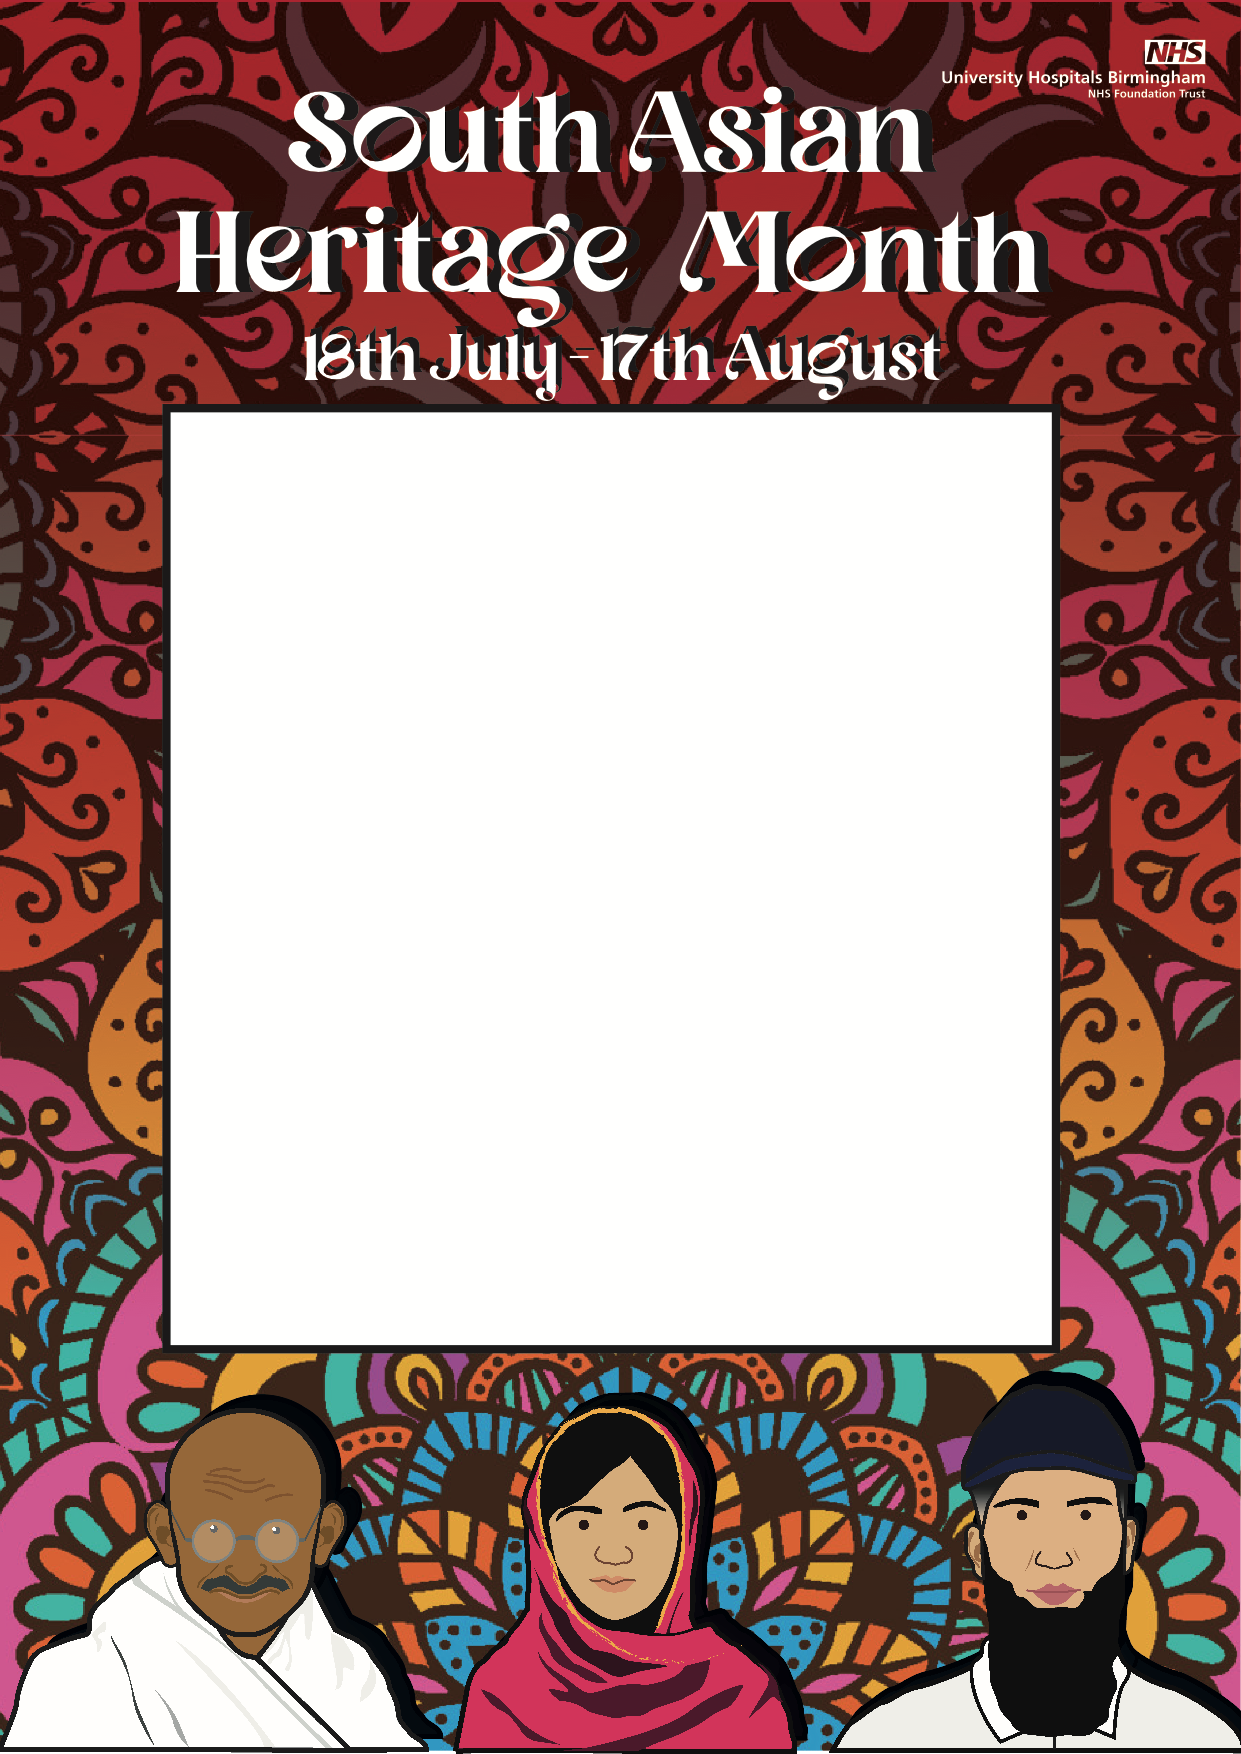 NHS
University Hospitals Birmingham
NHS Foundation Trust
South Asian
Heritage Month
18th July - 17th August